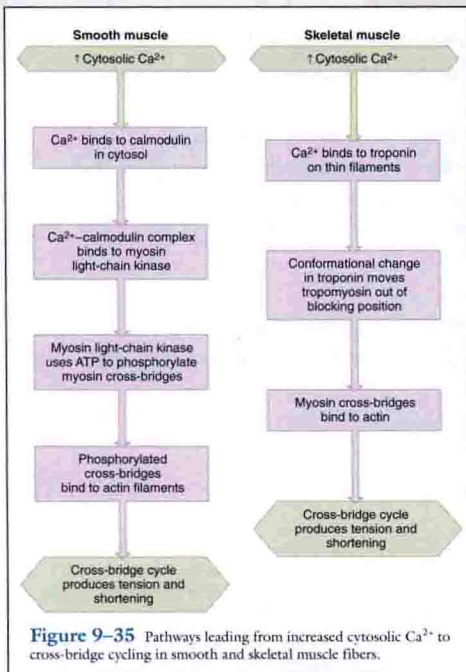 Smooth muscle
↑ Cytosolic Ca²⁺
Ca²⁺ binds to calmodulin
in cytosol
Ca²⁺–calmodulin complex
binds to myosin
light-chain kinase
Myosin light-chain kinase
uses ATP to phosphorylate
myosin cross-bridges
Phosphorylated
cross-bridges
bind to actin filaments
Cross-bridge cycle
produces tension and
shortening
Skeletal muscle
↑ Cytosolic Ca²⁺
Ca²⁺ binds to troponin
on thin filaments
Conformational change
in troponin moves
tropomyosin out of
blocking position
Myosin cross-bridges
bind to actin
Cross-bridge cycle
produces tension and
shortening
Figure 9–35 Pathways leading from increased cytosolic Ca²⁺ to
cross-bridge cycling in smooth and skeletal muscle fibers.